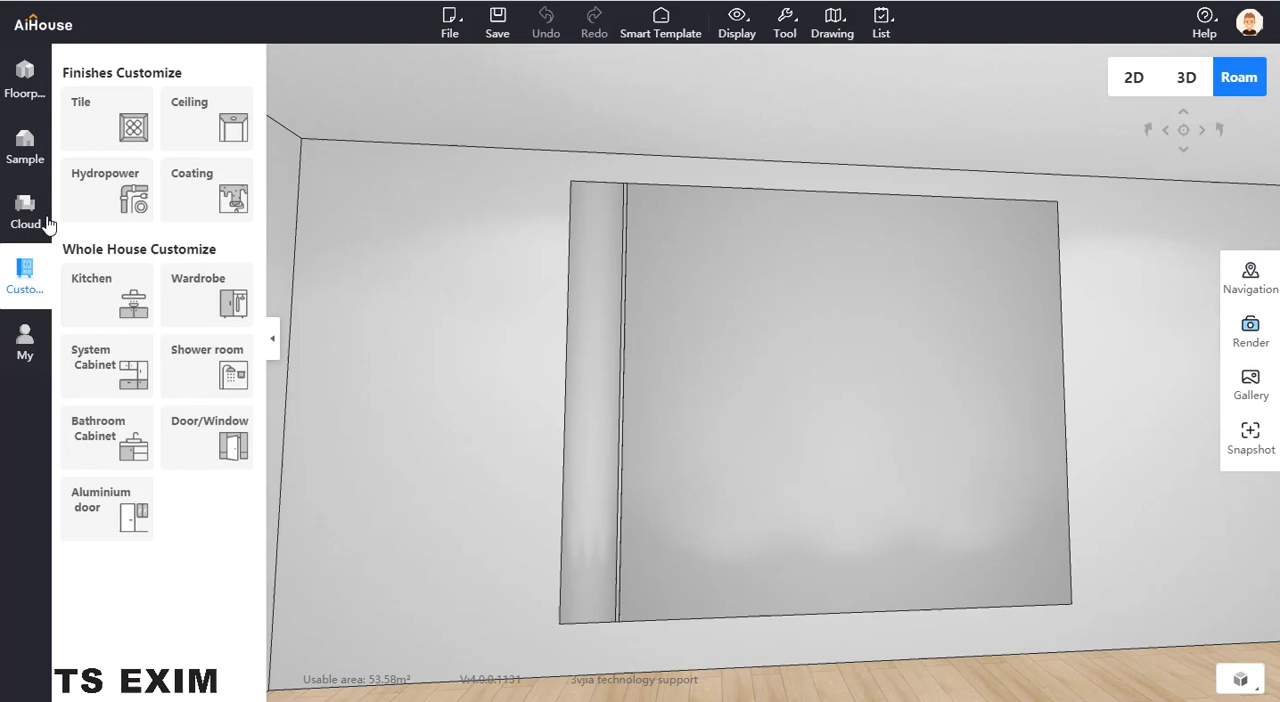 AiHouse
File
Save
Undo
Redo
Smart Template
Display
Tool
Drawing
List
Help
Floorp...
Sample
Cloud
Custo...
My
Finishes Customize
Tile
Ceiling
Hydropower
Coating
Whole House Customize
Kitchen
Wardrobe
System
Cabinet
Shower room
Bathroom
Cabinet
Door/Window
Aluminium
door
2D
3D
Roam
Navigation
Render
Gallery
Snapshot
TS EXIM
Usable area: 53.58m²
V:4.0.0.1131
3vjia technology support